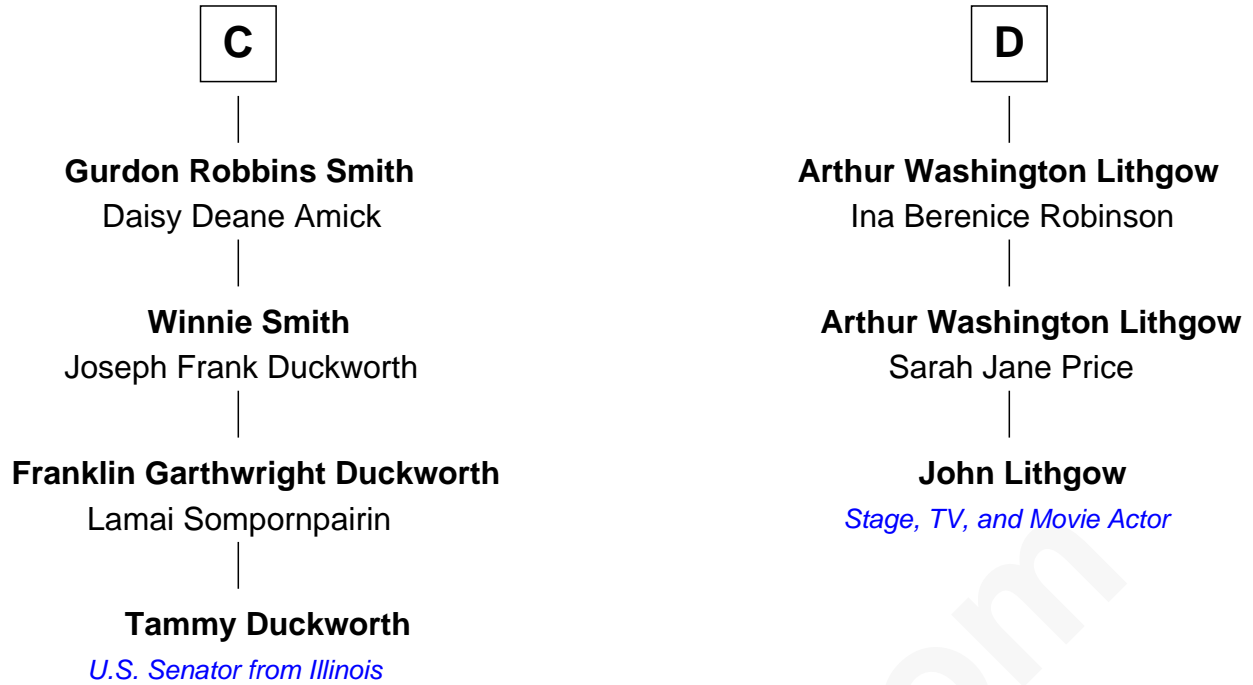 C
Gurdon Robbins Smith
Daisy Deane Amick
Winnie Smith
Joseph Frank Duckworth
Franklin Garthwright Duckworth
Lamai Sompornpairin
Tammy Duckworth
U.S. Senator from Illinois
D
Arthur Washington Lithgow
Ina Berenice Robinson
Arthur Washington Lithgow
Sarah Jane Price
John Lithgow
Stage, TV, and Movie Actor
om